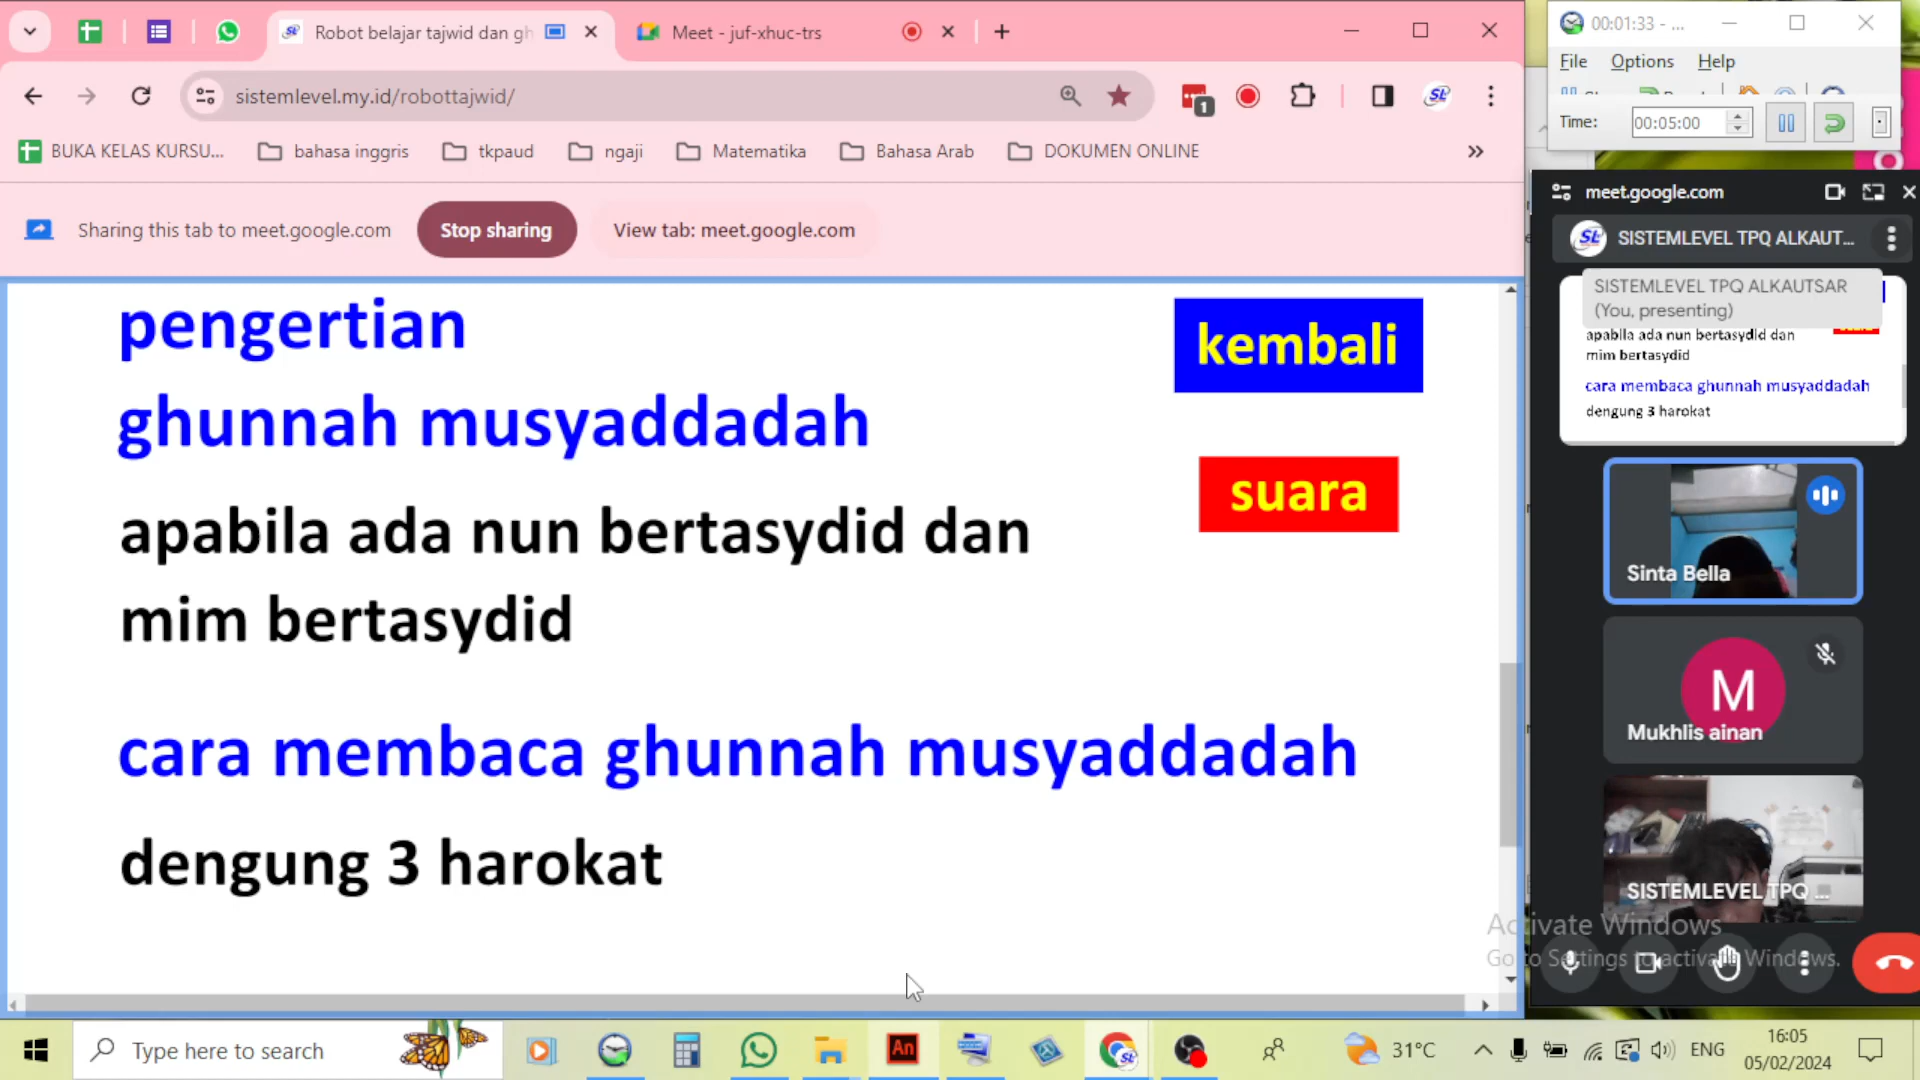 Robot belajar tajwid dan gh
Meet - juf-xhuc-trs
sistemlevel.my.id/robottajwid/
1
BUKA KELAS KURSU...
bahasa inggris
tkpaud
ngaji
Matematika
Bahasa Arab
DOKUMEN ONLINE
Sharing this tab to meet.google.com
Stop sharing
View tab: meet.google.com
pengertian
ghunnah musyaddadah
apabila ada nun bertasydid dan
mim bertasydid
cara membaca ghunnah musyaddadah
dengung 3 harokat
kembali
suara
00:01:33 - ...
File Options Help
Time: 00:05:00
meet.google.com
SISTEMLEVEL TPQ ALKAUT...
SISTEMLEVEL TPQ ALKAUTSAR
(You, presenting)
apabila ada nun bertasydid dan
mim bertasydid
cara membaca ghunnah musyaddadah
dengung 3 harokat
Sinta Bella
M
Mukhlis ainan
SISTEMLEVEL TPQ ...
Activate Windows
Go to Settings to activate Windows.
Type here to search
An
31°C
ENG
16:05
05/02/2024